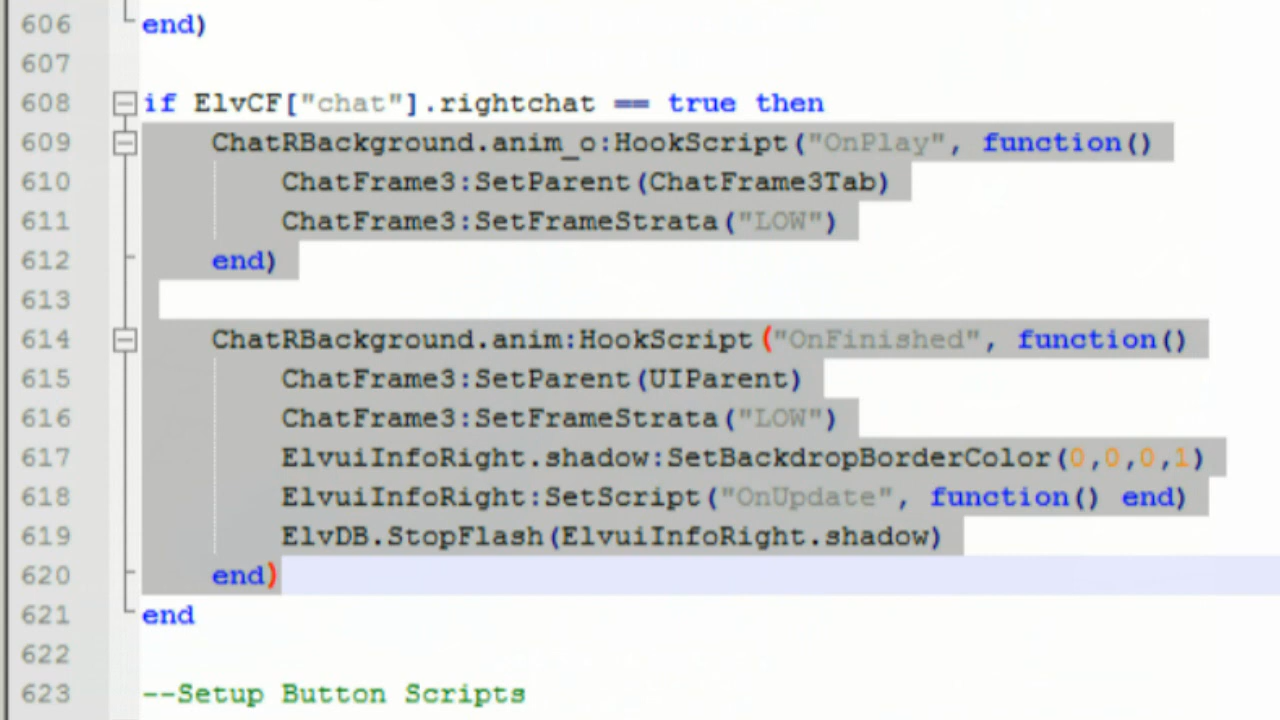 606 end)
607
608 if ElvCF["chat"].rightchat == true then
609 ChatRBackground.anim_o:HookScript("OnPlay", function()
610 ChatFrame3:SetParent(ChatFrame3Tab)
611 ChatFrame3:SetFrameStrata("LOW")
612 end)
613
614 ChatRBackground.anim:HookScript("OnFinished", function()
615 ChatFrame3:SetParent(UIParent)
616 ChatFrame3:SetFrameStrata("LOW")
617 ElvuiInfoRight.shadow:SetBackdropBorderColor(0,0,0,1)
618 ElvuiInfoRight:SetScript("OnUpdate", function() end)
619 ElvDB.StopFlash(ElvuiInfoRight.shadow)
620 end)
621 end
622
623 --Setup Button Scripts